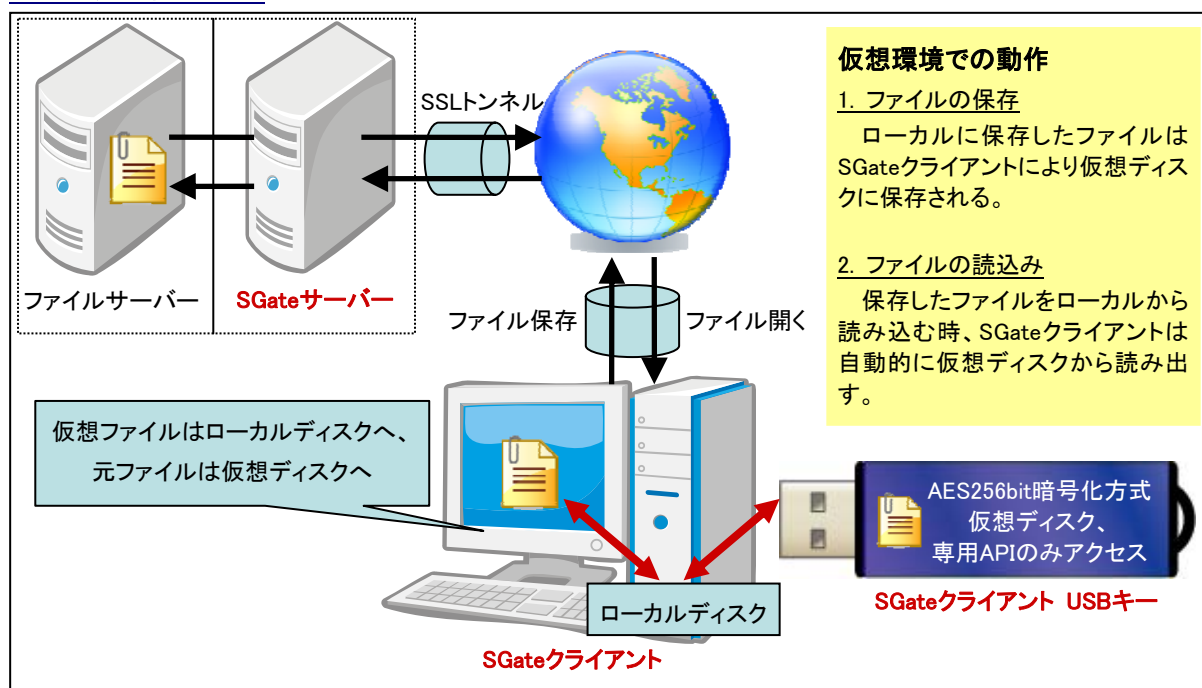 SSLトンネル
ファイルサーバー
SGateサーバー
ファイル保存
ファイル開く
仮想環境での動作
1. ファイルの保存
ローカルに保存したファイルは
SGateクライアントにより仮想ディス
クに保存される。
2. ファイルの読込み
保存したファイルをローカルから
読み込む時、SGateクライアントは
自動的に仮想ディスクから読み出
す。
仮想ファイルはローカルディスクへ、
元ファイルは仮想ディスクへ
AES256bit暗号化方式
仮想ディスク、
専用APIのみアクセス
ローカルディスク
SGateクライアント USBキー
SGateクライアント